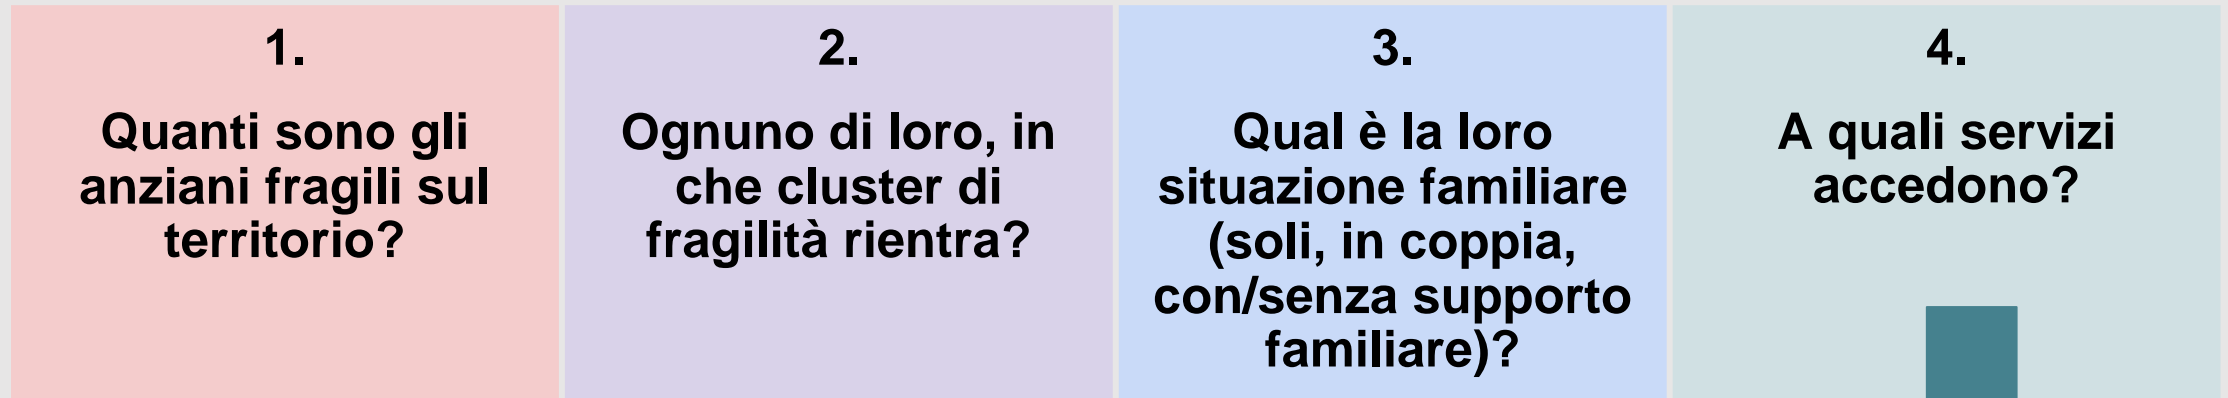 1.
Quanti sono gli
anziani fragili sul
territorio?
2.
Ognuno di loro, in
che cluster di
fragilità rientra?
3.
Qual è la loro
situazione familiare
(soli, in coppia,
con/senza supporto
familiare)?
4.
A quali servizi
accedono?